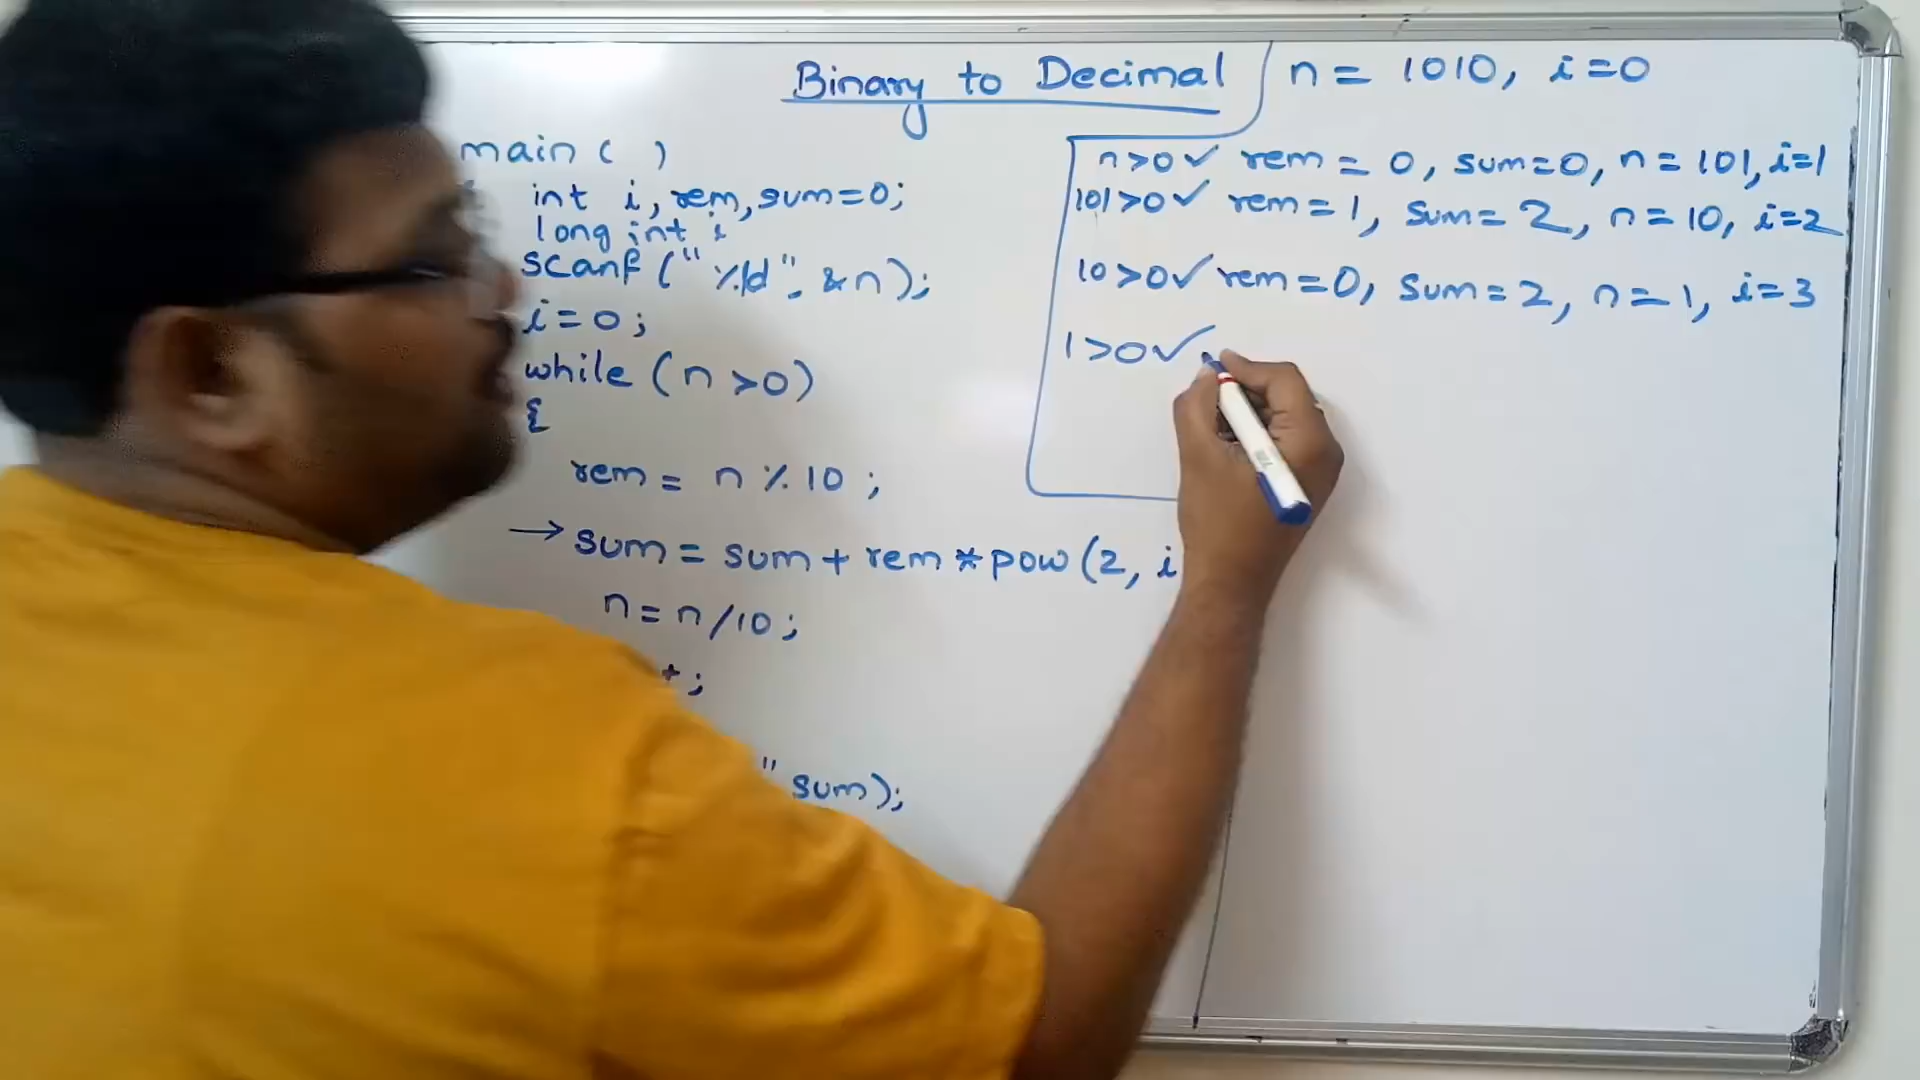 Binary to Decimal
n = 1010, i=0
main( )
int i, rem, sum=0;
long int i
scanf("%ld", &n);
i=0;
while (n>0)
{
rem = n % 10 ;
→ sum = sum + rem * pow (2, i
n = n/10 ;
+ ;
" sum);
n>0✓ rem = 0, sum=0, n = 101, i=1
101>0✓ rem = 1, sum = 2, n = 10, i=2
10>0✓ rem=0, sum=2, n=1, i=3
1>0✓